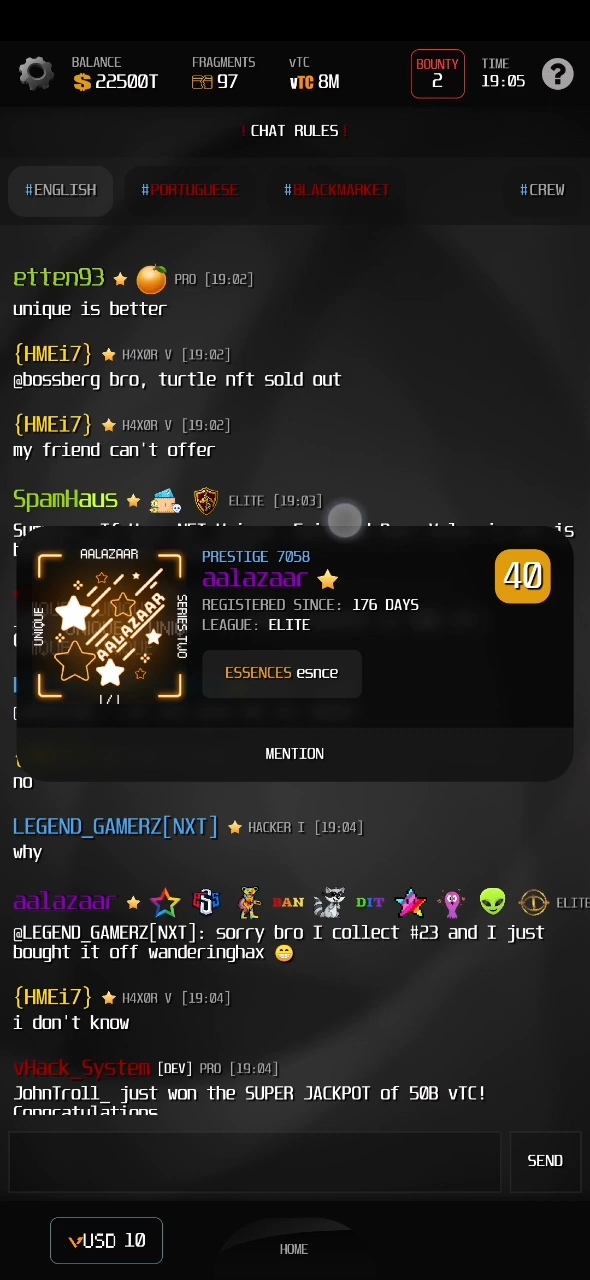 BALANCE
22500T
FRAGMENTS
97
vTC
vTC 8M
BOUNTY
2
TIME
19:05
?
! CHAT RULES !
#ENGLISH
#PORTUGUESE
#BLACKMARKET
#CREW
etten93 PRO [19:02]
unique is better
{HMEi7} H4X0R V [19:02]
@bossberg bro, turtle nft sold out
{HMEi7} H4X0R V [19:02]
my friend can't offer
SpamHaus ELITE [19:03]
AALAZAAR
UNIQUE
AALAZAAR
SERIES TWO
1/1
PRESTIGE 7058
aalazaar
REGISTERED SINCE: 176 DAYS
LEAGUE: ELITE
ESSENCES esnce
40
MENTION
no
LEGEND_GAMERZ[NXT] HACKER I [19:04]
why
aalazaar BAN DIT ELITE
@LEGEND_GAMERZ[NXT]: sorry bro I collect #23 and I just
bought it off wanderinghax
{HMEi7} H4X0R V [19:04]
i don't know
vHack_System [DEV] PRO [19:04]
JohnTroll_ just won the SUPER JACKPOT of 50B vTC!
Congratulations
SEND
vUSD 10
HOME